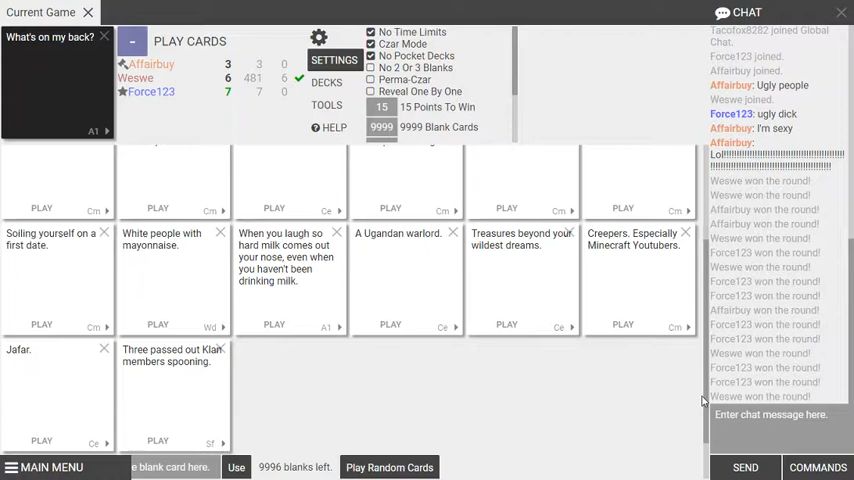 Current Game
CHAT
What's on my back?
A1
-
PLAY CARDS
Affairbuy 3 3 0
Weswe 6 481 6
Force123 7 7 0
SETTINGS
DECKS
TOOLS
HELP
No Time Limits
Czar Mode
No Pocket Decks
No 2 Or 3 Blanks
Perma-Czar
Reveal One By One
15 15 Points To Win
9999 9999 Blank Cards
PLAY Cm
PLAY Cm
PLAY Ce
PLAY Cm
PLAY Cm
PLAY Cm
Soiling yourself on a
first date.
PLAY Cm
White people with
mayonnaise.
PLAY Wd
When you laugh so
hard milk comes out
your nose, even when
you haven't been
drinking milk.
PLAY A1
A Ugandan warlord.
PLAY Ce
Treasures beyond your
wildest dreams.
PLAY Ce
Creepers. Especially
Minecraft Youtubers.
PLAY Cm
Jafar.
PLAY Ce
Three passed out Klan
members spooning.
PLAY Sf
MAIN MENU
e blank card here.
Use
9996 blanks left.
Play Random Cards
Tacofox8282 joined Global
Chat.
Force123 joined.
Affairbuy joined.
Affairbuy: Ugly people
Weswe joined.
Force123: ugly dick
Affairbuy: I'm sexy
Affairbuy:
Weswe won the round!
Weswe won the round!
Affairbuy won the round!
Affairbuy won the round!
Weswe won the round!
Force123 won the round!
Weswe won the round!
Force123 won the round!
Force123 won the round!
Affairbuy won the round!
Force123 won the round!
Force123 won the round!
Weswe won the round!
Force123 won the round!
Force123 won the round!
Weswe won the round!
Enter chat message here.
SEND
COMMANDS